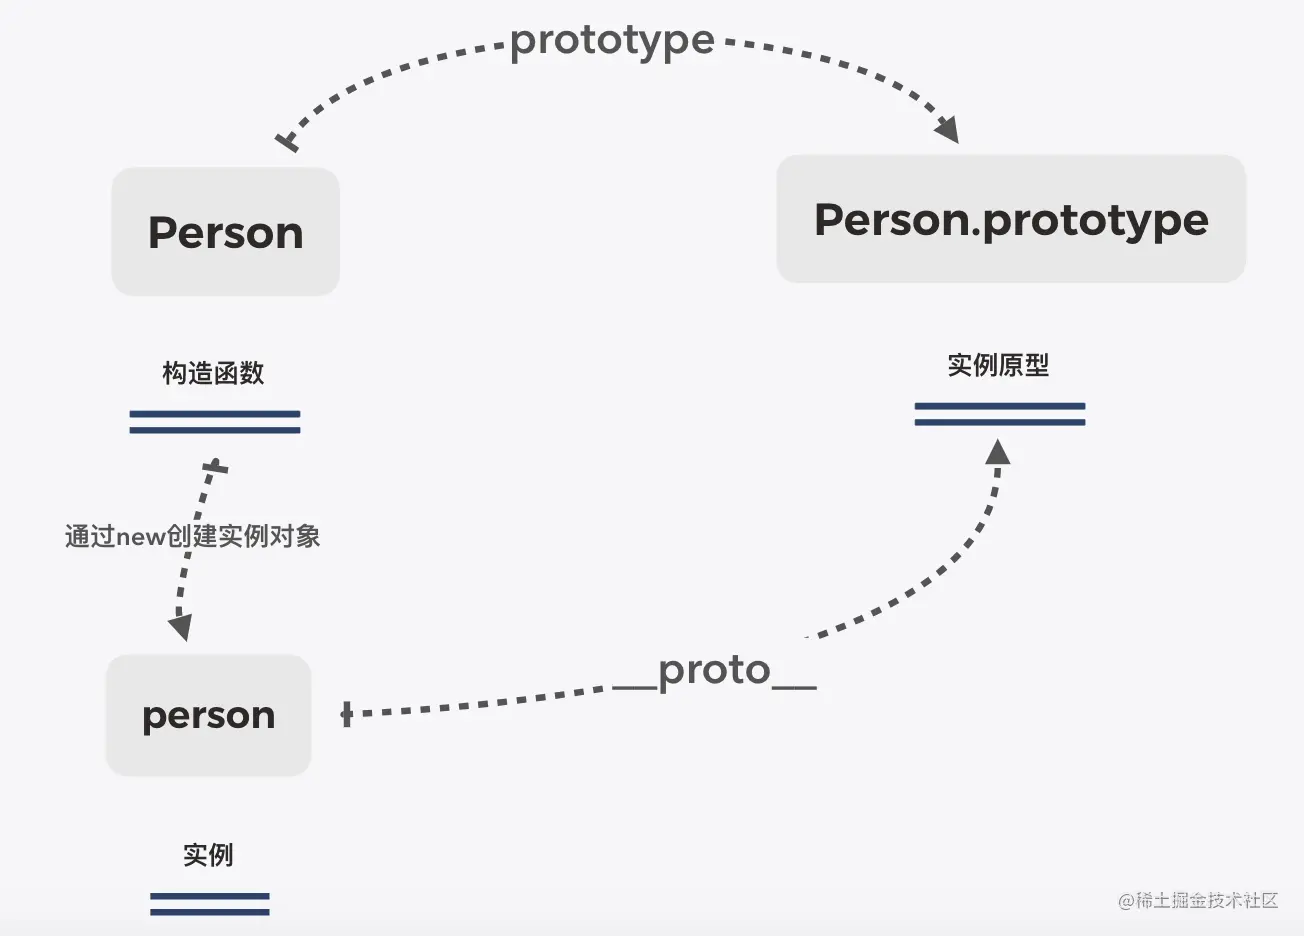 prototype
Person
Person.prototype
构造函数
实例原型
通过new创建实例对象
__proto__
person
实例
@稀土掘金技术社区